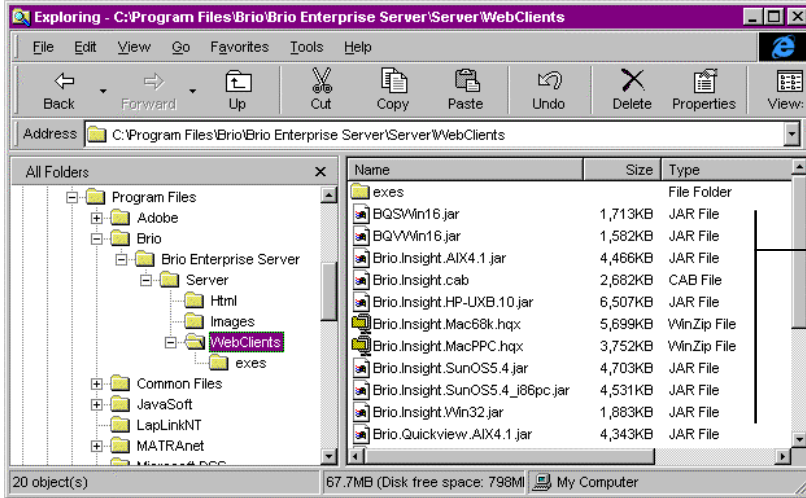 Exploring - C:\Program Files\Brio\Brio Enterprise Server\Server\WebClients
File Edit View Go Favorites Tools Help
Back Forward Up Cut Copy Paste Undo Delete Properties View
Address C:\Program Files\Brio\Brio Enterprise Server\Server\WebClients
All Folders
Program Files
Adobe
Brio
Brio Enterprise Server
Server
Html
Images
WebClients
exes
Common Files
JavaSoft
LapLinkNT
MATRAnet
Name Size Type
exes File Folder
BQSWin16.jar 1,713KB JAR File
BQVWin16.jar 1,582KB JAR File
Brio.Insight.AIX4.1.jar 4,466KB JAR File
Brio.Insight.cab 2,682KB CAB File
Brio.Insight.HP-UXB.10.jar 6,507KB JAR File
Brio.Insight.Mac68k.hqx 5,699KB WinZip File
Brio.Insight.MacPPC.hqx 3,752KB WinZip File
Brio.Insight.SunOS5.4.jar 4,703KB JAR File
Brio.Insight.SunOS5.4_i86pc.jar 4,531KB JAR File
Brio.Insight.Win32.jar 1,883KB JAR File
Brio.Quickview.AIX4.1.jar 4,343KB JAR File
20 object(s) 67.7MB (Disk free space: 798M My Computer